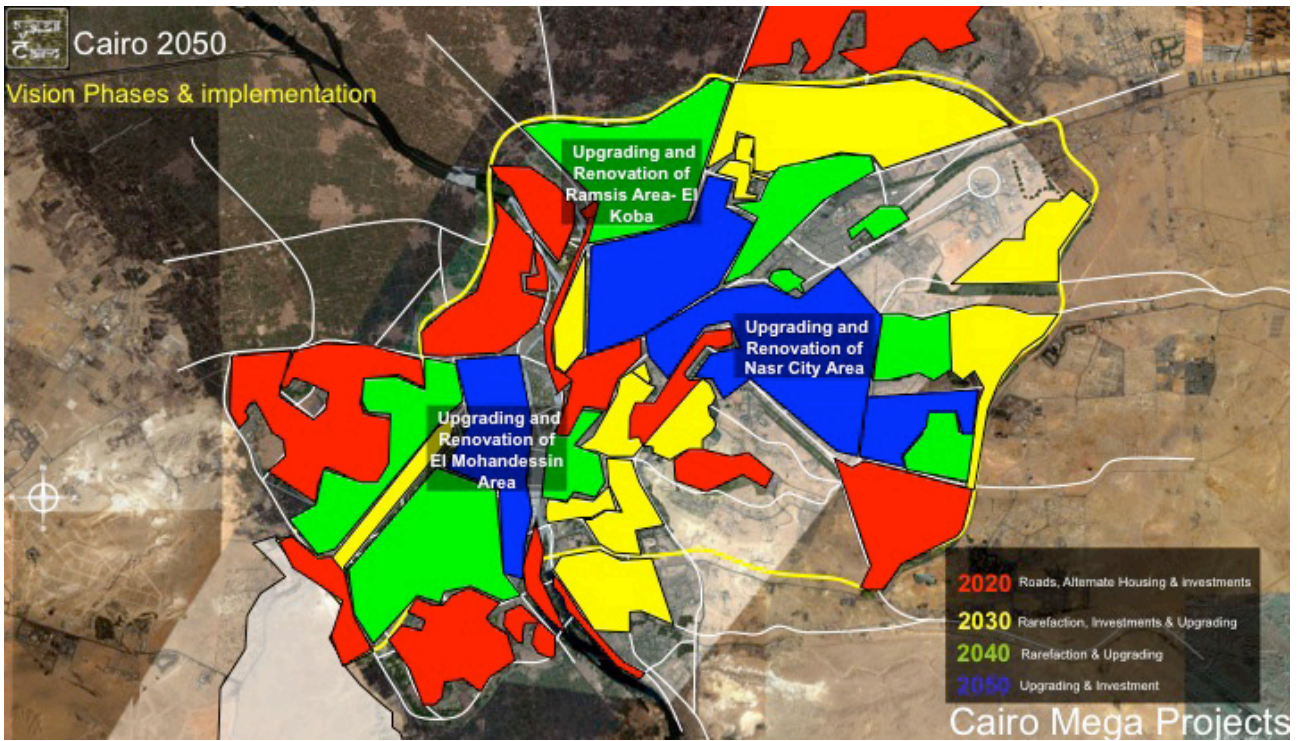 Cairo 2050
Vision Phases & implementation
Upgrading and
Renovation of
Ramsis Area- El
Koba
Upgrading and
Renovation of
Nasr City Area
Upgrading and
Renovation of
El Mohandessin
Area
2020 Roads, Alternate Housing & investments
2030 Rarefaction, Investments & Upgrading
2040 Rarefaction & Upgrading
2050 Upgrading & Investment
Cairo Mega Projects